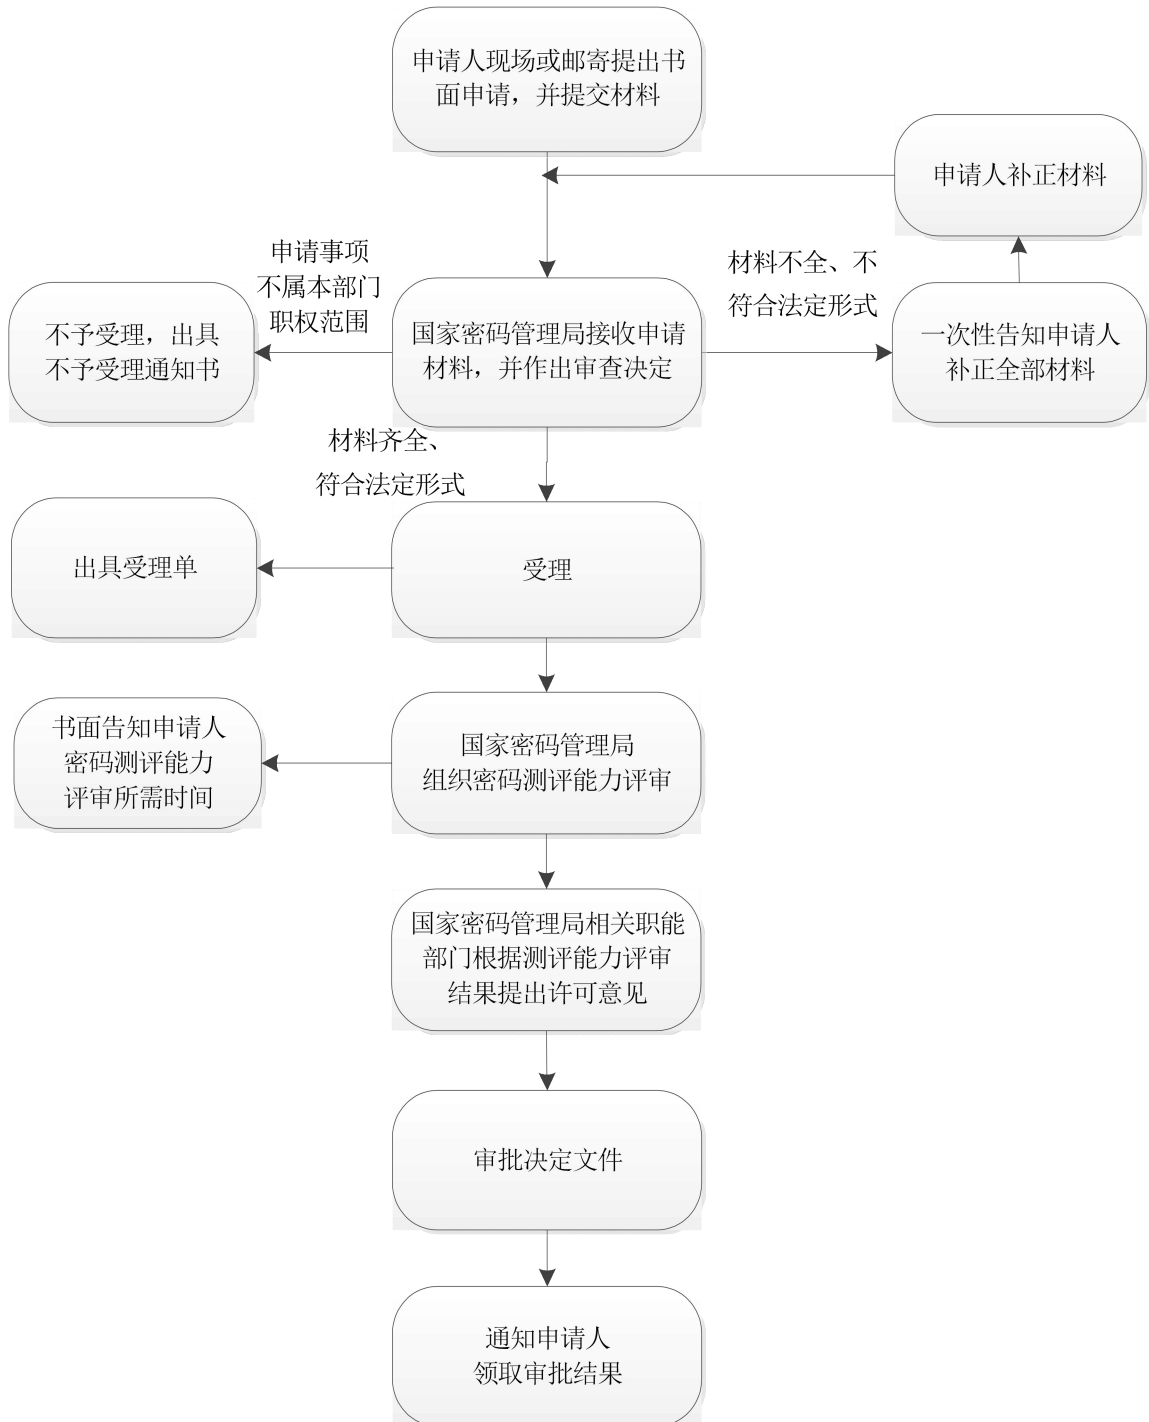 申请人现场或邮寄提出书
面申请，并提交材料
申请人补正材料
申请事项
不属本部门
职权范围
材料不全、不
符合法定形式
不予受理，出具
不予受理通知书
国家密码管理局接收申请
材料，并作出审查决定
一次性告知申请人
补正全部材料
材料齐全、
符合法定形式
出具受理单
受理
书面告知申请人
密码测评能力
评审所需时间
国家密码管理局
组织密码测评能力评审
国家密码管理局相关职能
部门根据测评能力评审
结果提出许可意见
审批决定文件
通知申请人
领取审批结果